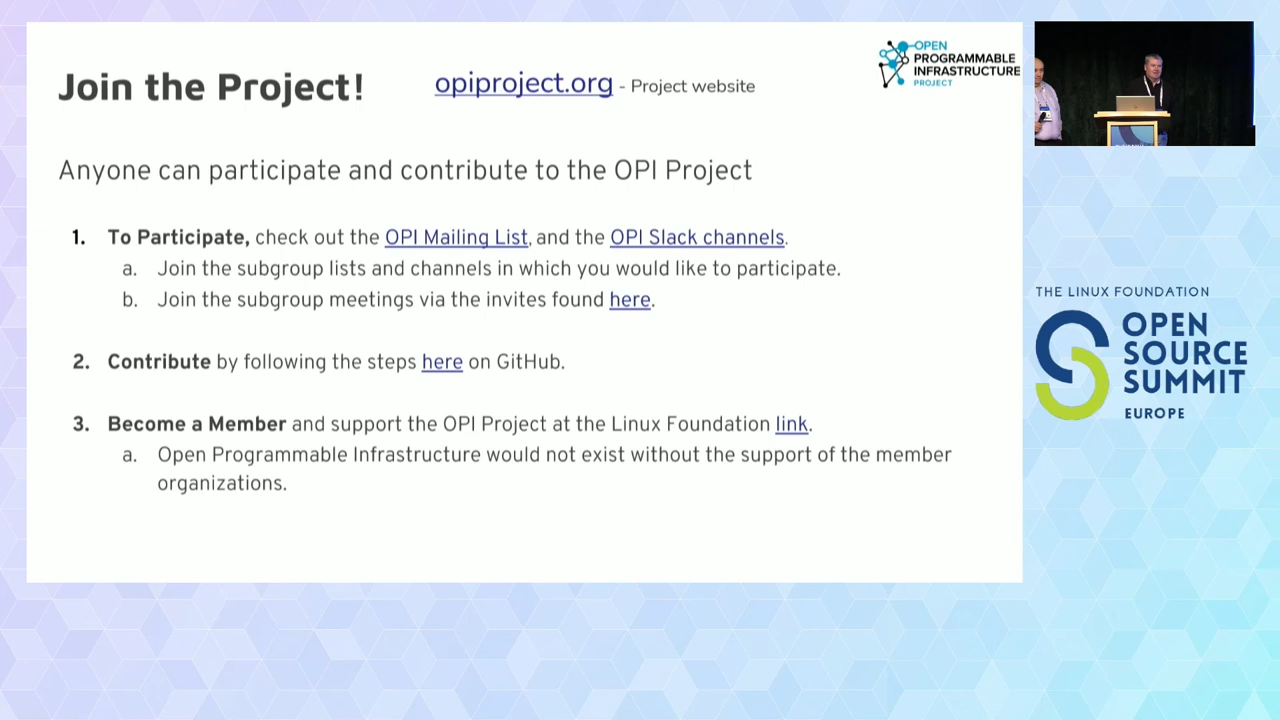 Join the Project!
opiproject.org - Project website
OPEN
PROGRAMMABLE
INFRASTRUCTURE
PROJECT
Anyone can participate and contribute to the OPI Project
1. To Participate, check out the OPI Mailing List, and the OPI Slack channels.
a. Join the subgroup lists and channels in which you would like to participate.
b. Join the subgroup meetings via the invites found here.
2. Contribute by following the steps here on GitHub.
3. Become a Member and support the OPI Project at the Linux Foundation link.
a. Open Programmable Infrastructure would not exist without the support of the member
organizations.
THE LINUX FOUNDATION
OPEN
SOURCE
SUMMIT
EUROPE